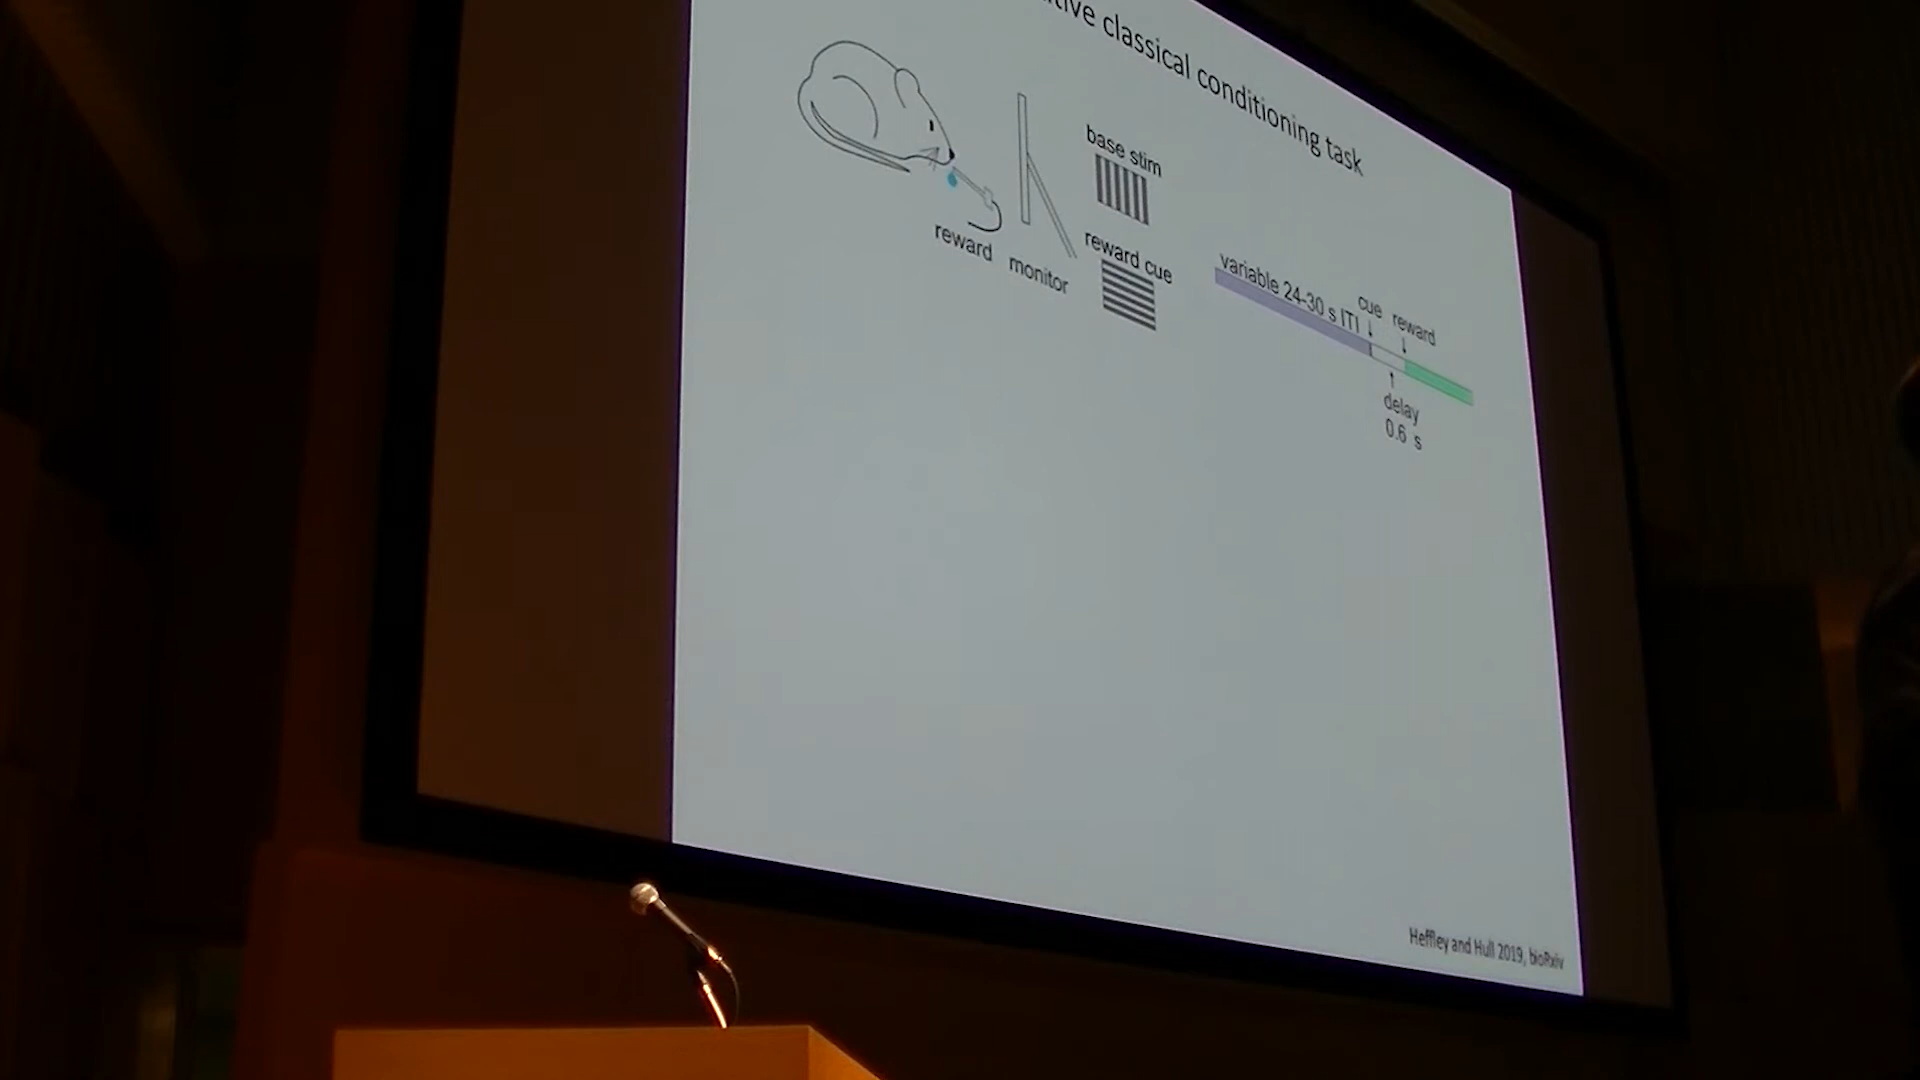 classical conditioning task
base stim
reward cue
reward
monitor
variable 24-30 s ITI
cue
reward
delay
0.6 s
Heffley and Hull 2019, bioRxiv